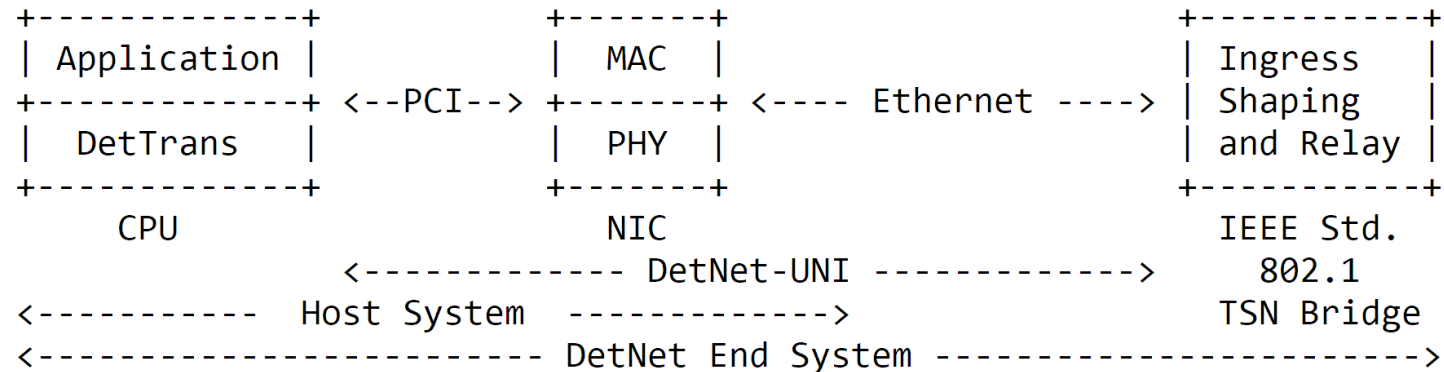 +-------------+           +-------+                      +-----------+
| Application |           |  MAC  |                      | Ingress   |
+-------------+ <--PCI--> +-------+ <---- Ethernet ----> | Shaping   |
|  DetTrans   |           |  PHY  |                      | and Relay |
+-------------+           +-------+                      +-----------+
     CPU                     NIC                           IEEE Std.
                <------------- DetNet-UNI ------------->     802.1
<-----------  Host System  ------------->                  TSN Bridge
<------------------------- DetNet End System ------------------------>